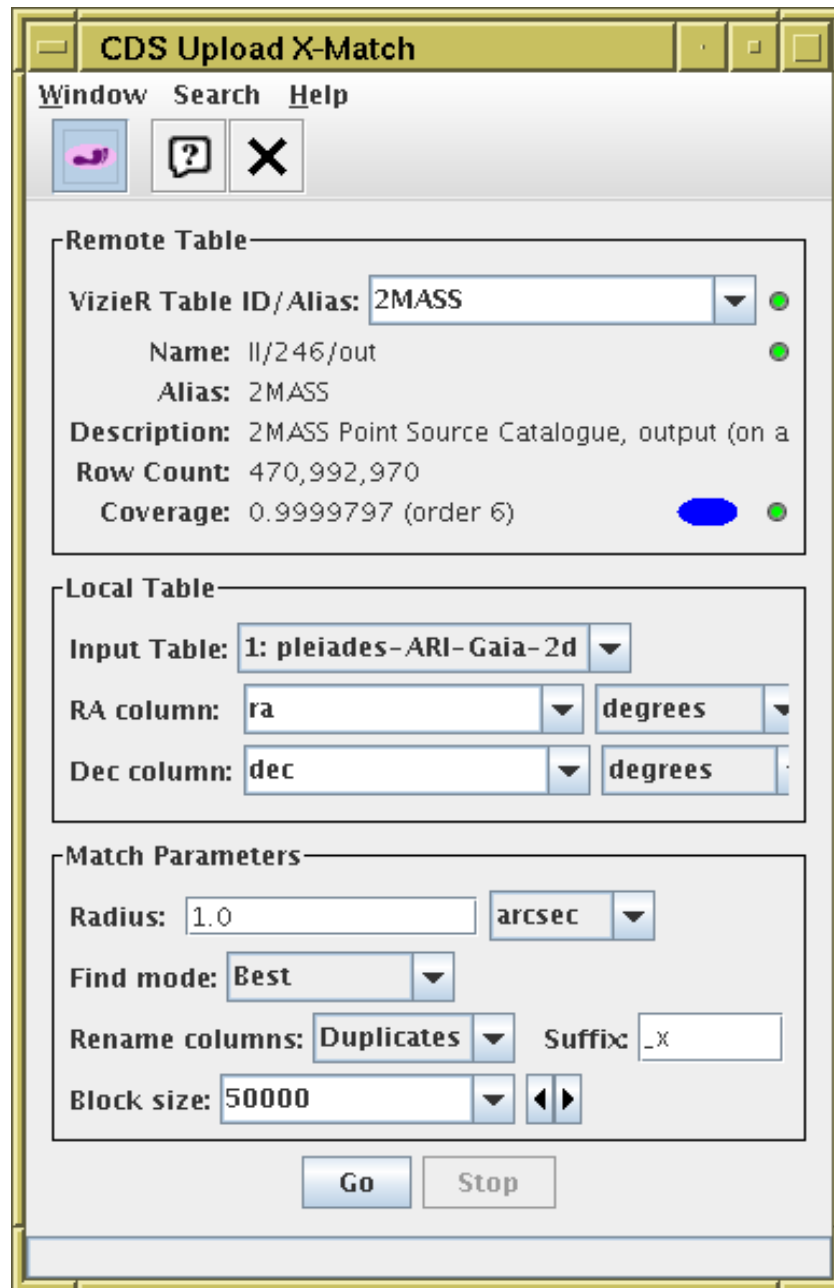 CDS Upload X-Match
Window Search Help
Remote Table
VizieR Table ID/Alias: 2MASS
Name: II/246/out
Alias: 2MASS
Description: 2MASS Point Source Catalogue, output (on a
Row Count: 470,992,970
Coverage: 0.9999797 (order 6)
Local Table
Input Table: 1: pleiades-ARI-Gaia-2d
RA column: ra degrees
Dec column: dec degrees
Match Parameters
Radius: 1.0 arcsec
Find mode: Best
Rename columns: Duplicates Suffix: _x
Block size: 50000
Go Stop